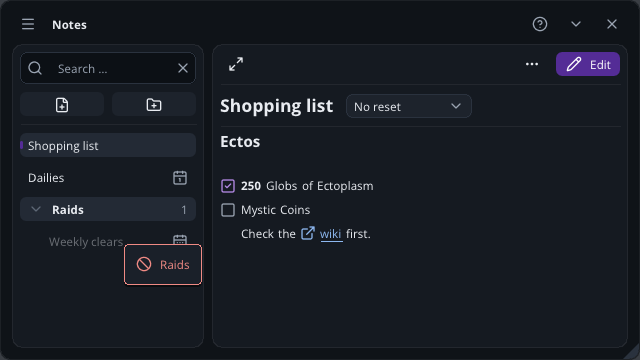 Notes
Search ...
Edit
Shopping list
No reset
Shopping list
Ectos
Dailies
Raids 1
250 Globs of Ectoplasm
Mystic Coins
Weekly clears
Check the wiki first.
Raids